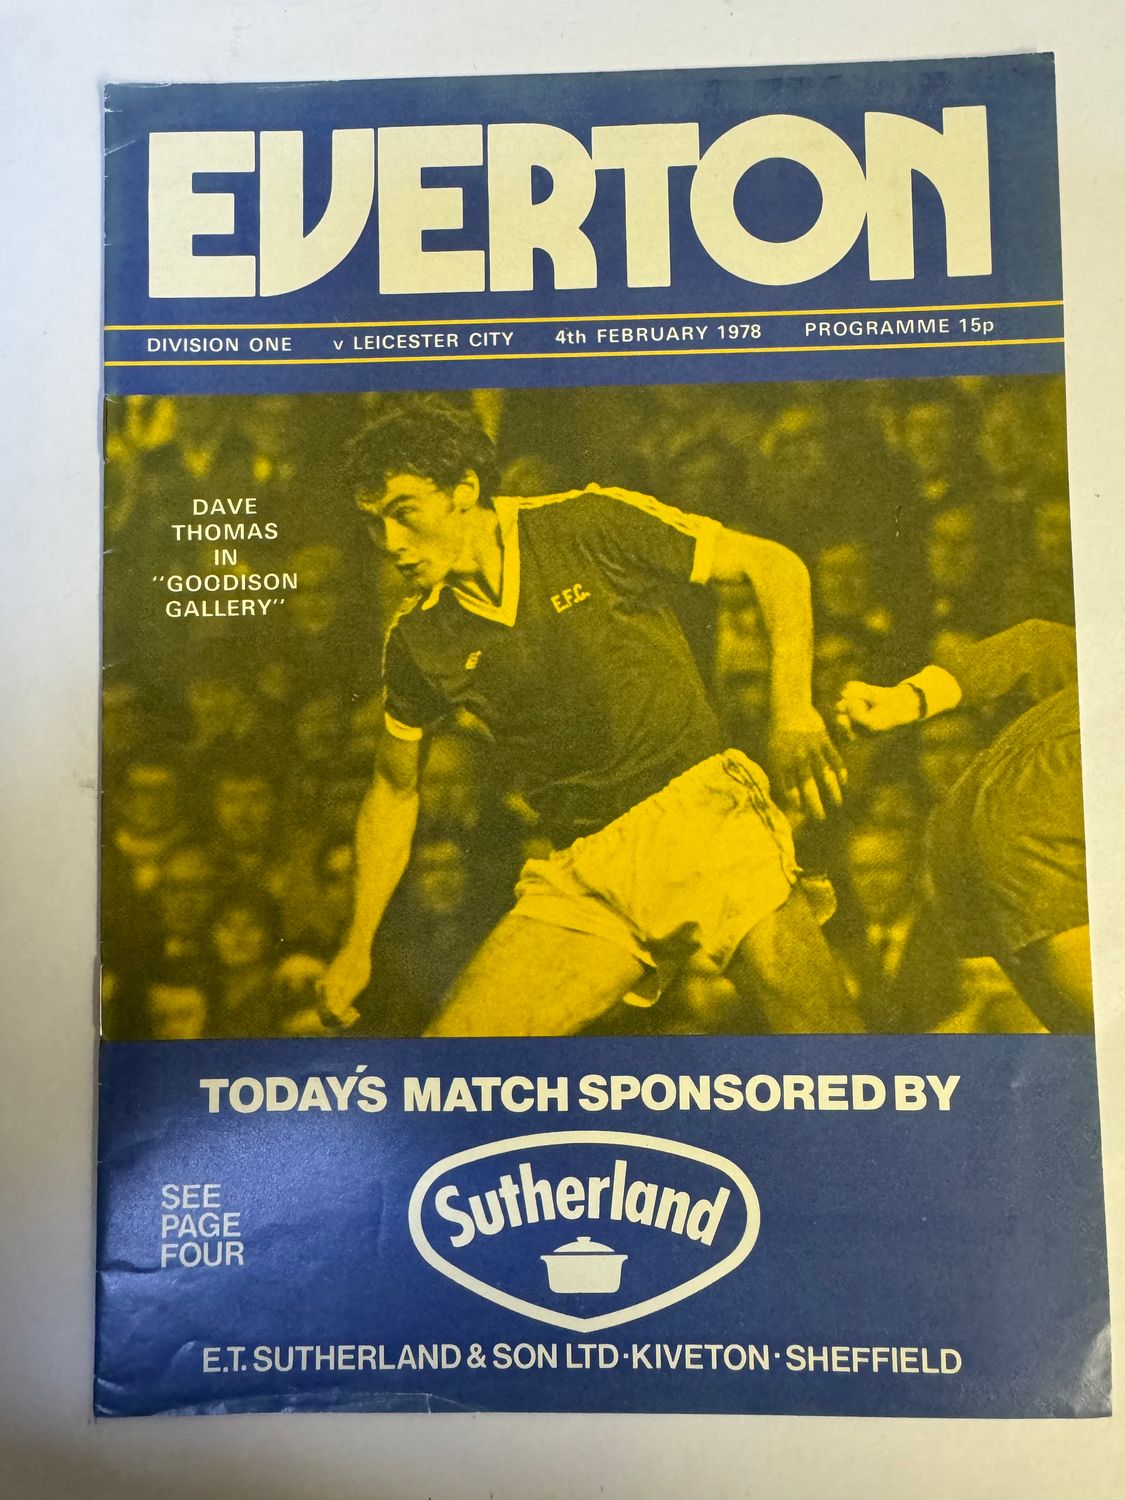 EVERTON
DIVISION ONE v LEICESTER CITY 4th FEBRUARY 1978 PROGRAMME 15p
DAVE
THOMAS
IN
"GOODISON
GALLERY"
E.F.C.
TODAY'S MATCH SPONSORED BY
Sutherland
SEE
PAGE
FOUR
E.T. SUTHERLAND & SON LTD·KIVETON·SHEFFIELD